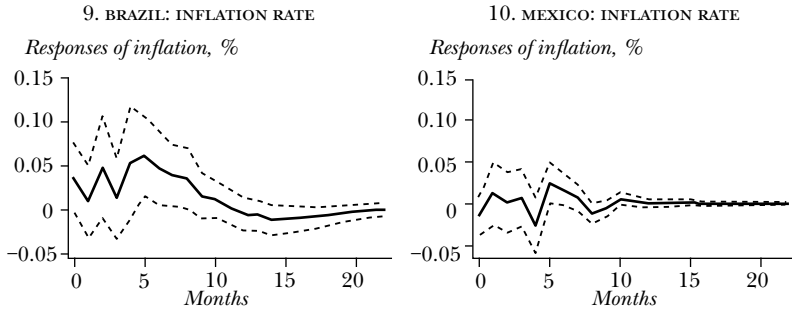 9. BRAZIL: INFLATION RATE
Responses of inflation, %
0.15
0.10
0.05
0
−0.05
0 5 10 15 20
Months
10. MEXICO: INFLATION RATE
Responses of inflation, %
0.15
0.10
0.05
0
−0.05
0 5 10 15 20
Months